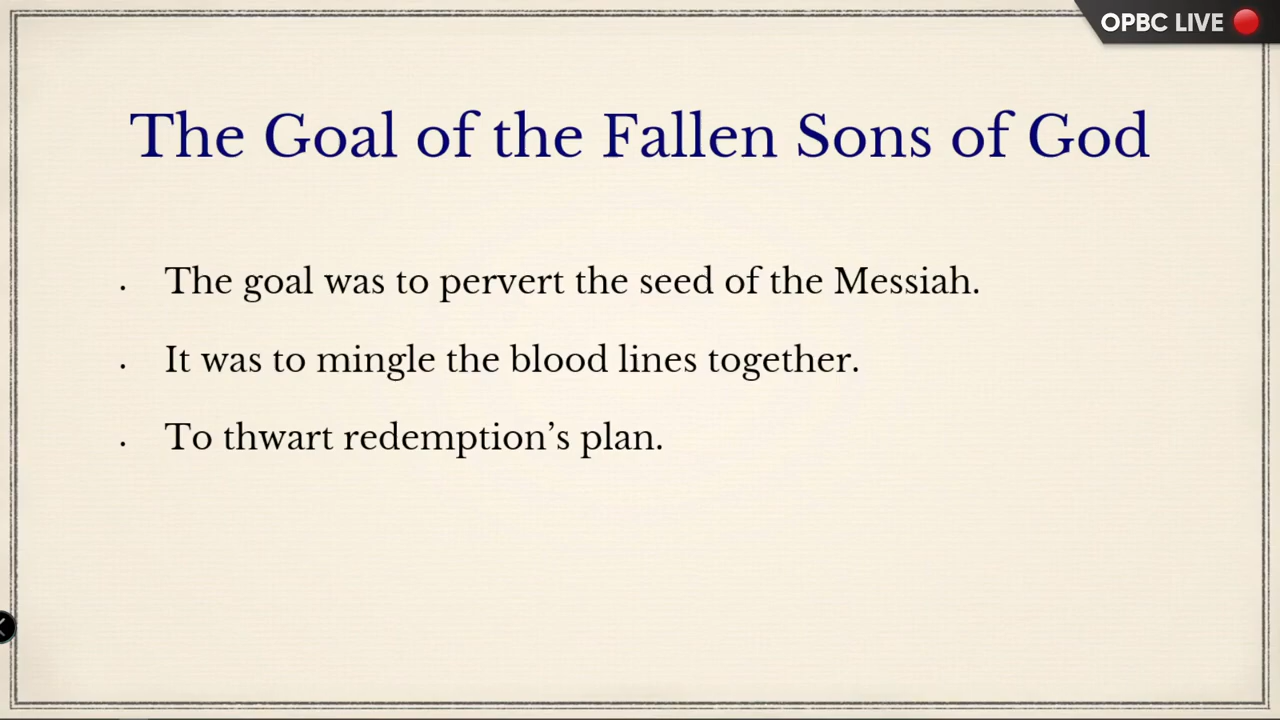 OPBC LIVE
The Goal of the Fallen Sons of God
· The goal was to pervert the seed of the Messiah.
· It was to mingle the blood lines together.
· To thwart redemption’s plan.